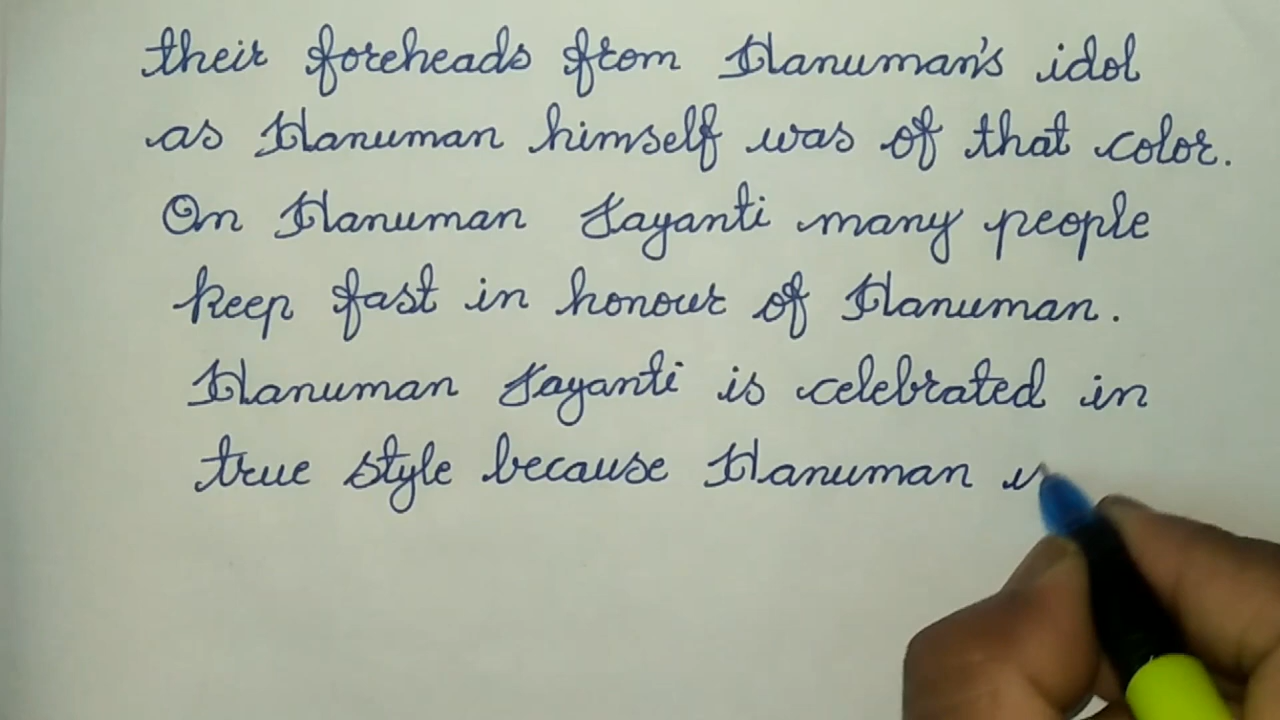 their foreheads from Hanuman's idol
as Hanuman himself was of that color.
On Hanuman Jayanti many people
keep fast in honour of Hanuman.
Hanuman Jayanti is celebrated in
true style because Hanuman